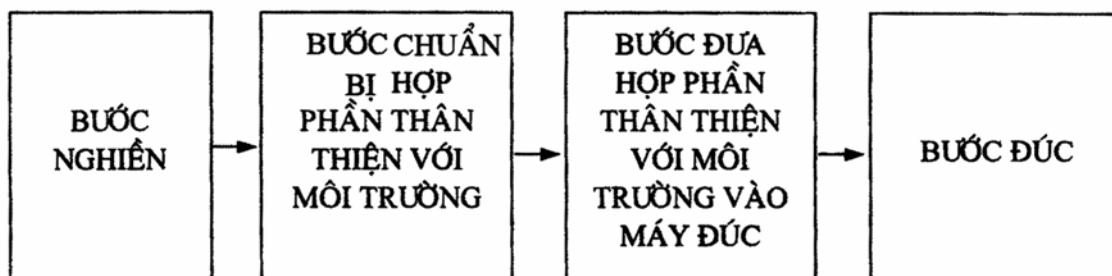 BƯỚC
NGHIỀN
BƯỚC CHUẨN
BỊ HỢP
PHẦN THÂN
THIỆN VỚI
MÔI TRƯỜNG
BƯỚC ĐƯA
HỢP PHẦN
THÂN THIỆN
VỚI MÔI
TRƯỜNG VÀO
MÁY ĐÚC
BƯỚC ĐÚC